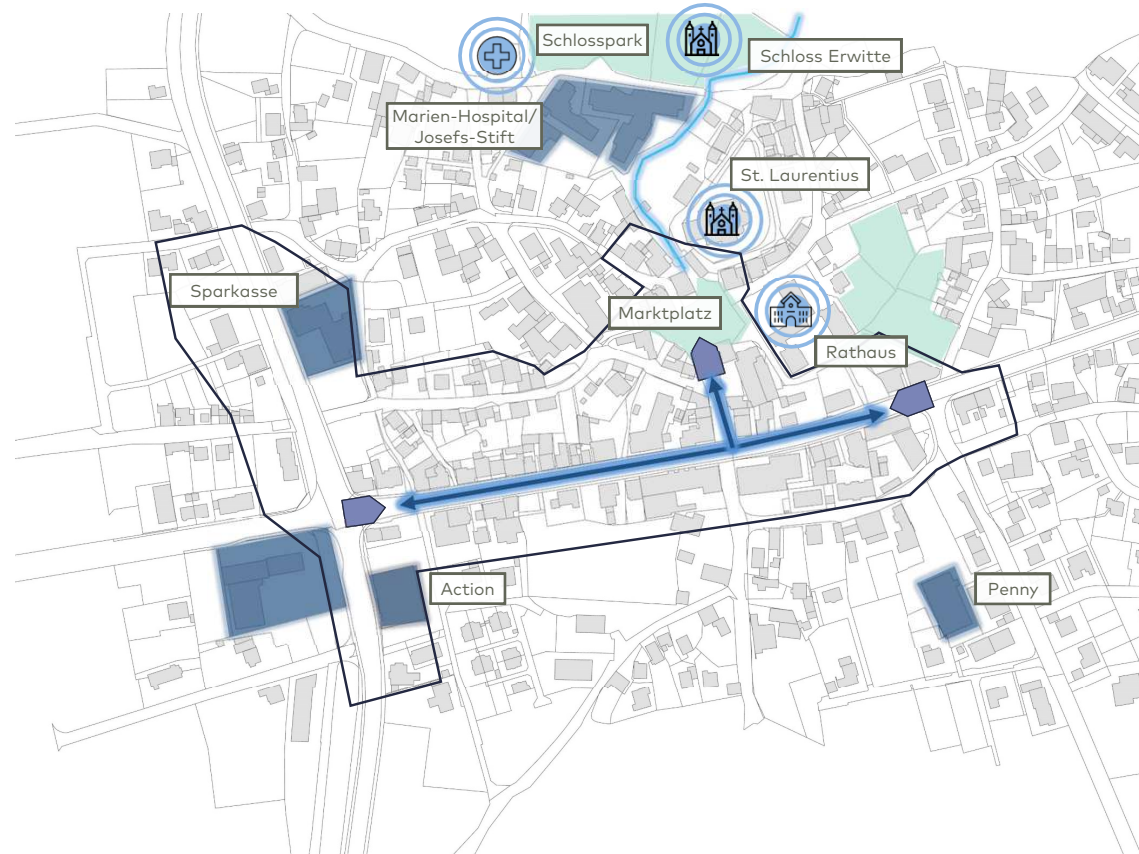 Schlosspark
Schloss Erwitte
Marien-Hospital/
Josefs-Stift
St. Laurentius
Sparkasse
Marktplatz
Rathaus
Action
Penny